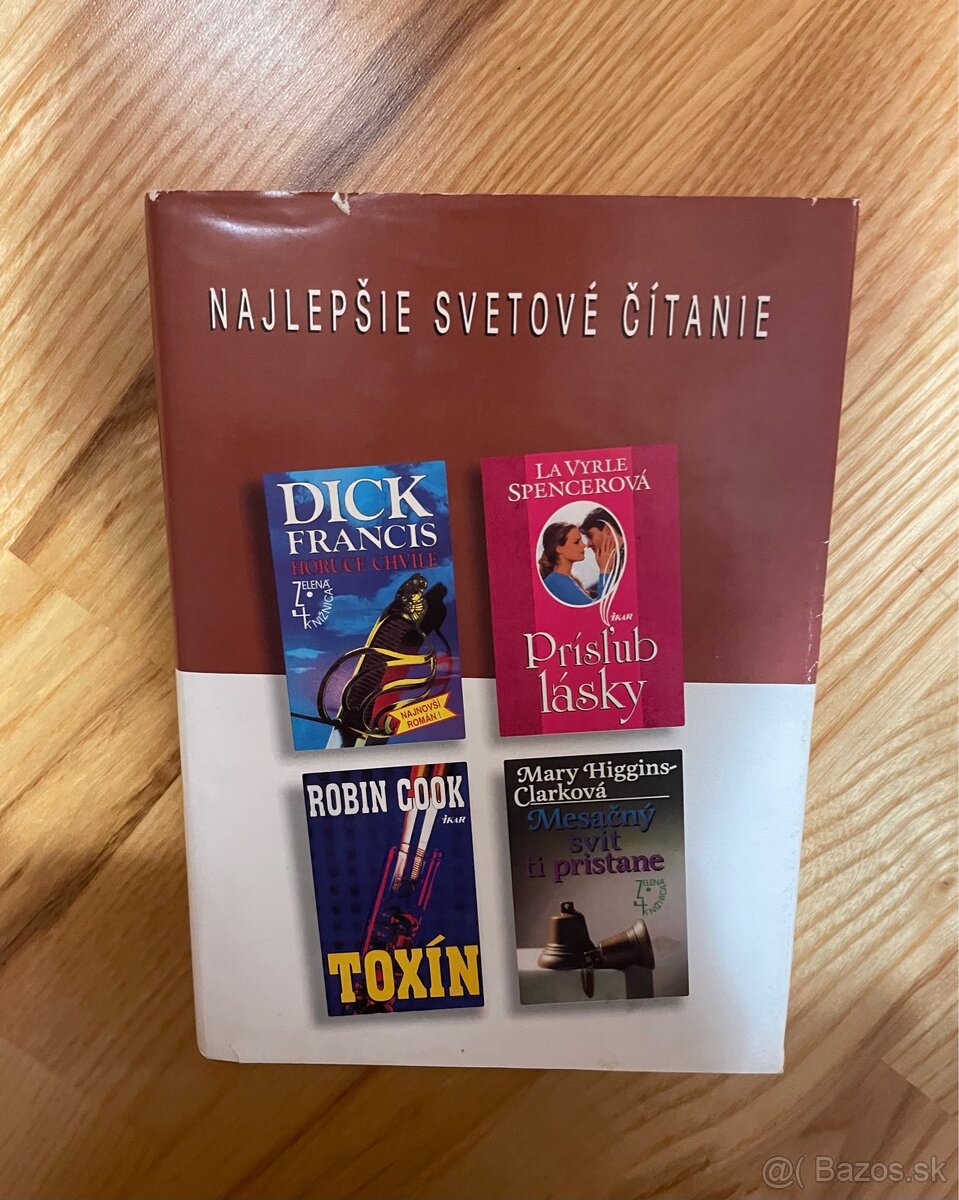 NAJLEPŠIE SVETOVÉ ČÍTANIE
DICK
FRANCIS
HORÚCE CHVÍLE
ZELENÁ
KNIŽNICA
NAJNOVŠÍ
ROMÁN!
LA VYRLE
SPENCEROVÁ
IKAR
Prísľub
lásky
ROBIN COOK
IKAR
TOXÍN
Mary Higgins-
Clarková
Mesačný
svit
ti pristane
ZELENÁ
KNIŽNICA
@( Bazos.sk